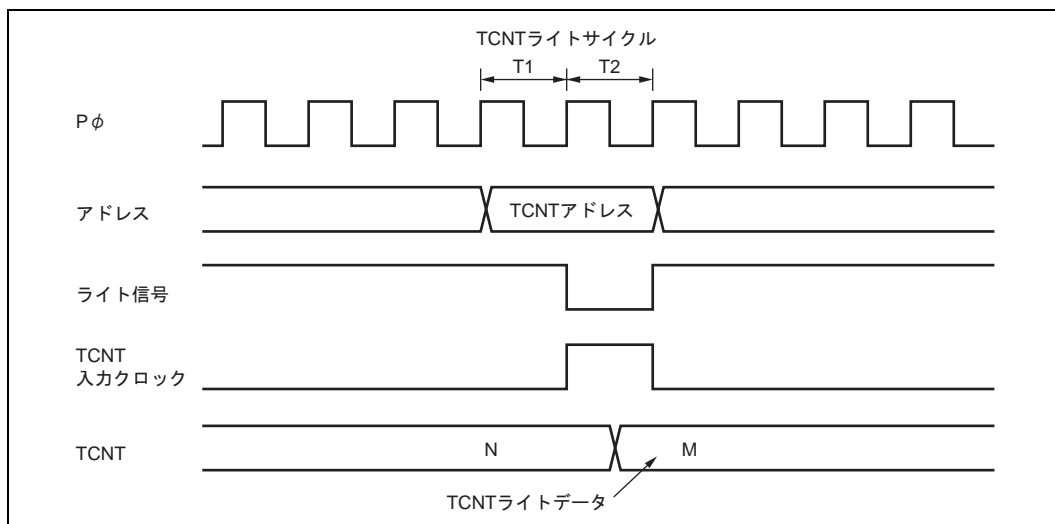 TCNTライトサイクル
T1
T2
Pφ
アドレス
TCNTアドレス
ライト信号
TCNT
入力クロック
TCNT
N
M
TCNTライトデータ